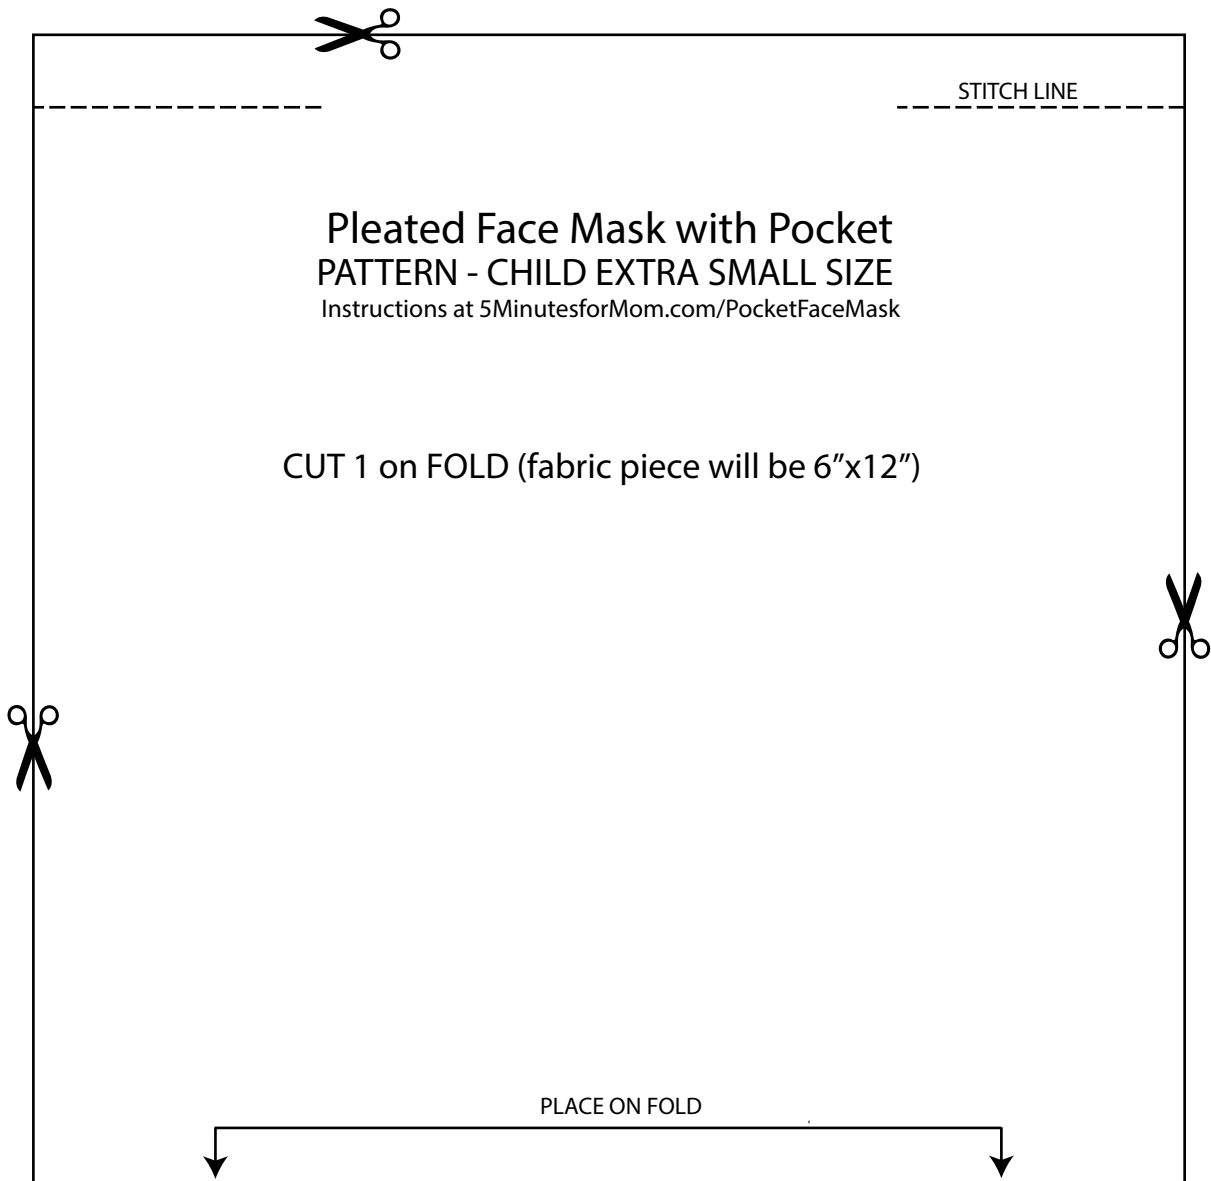 STITCH LINE
Pleated Face Mask with Pocket
PATTERN - CHILD EXTRA SMALL SIZE
Instructions at 5MinutesforMom.com/PocketFaceMask
CUT 1 on FOLD (fabric piece will be 6”x12”)
PLACE ON FOLD